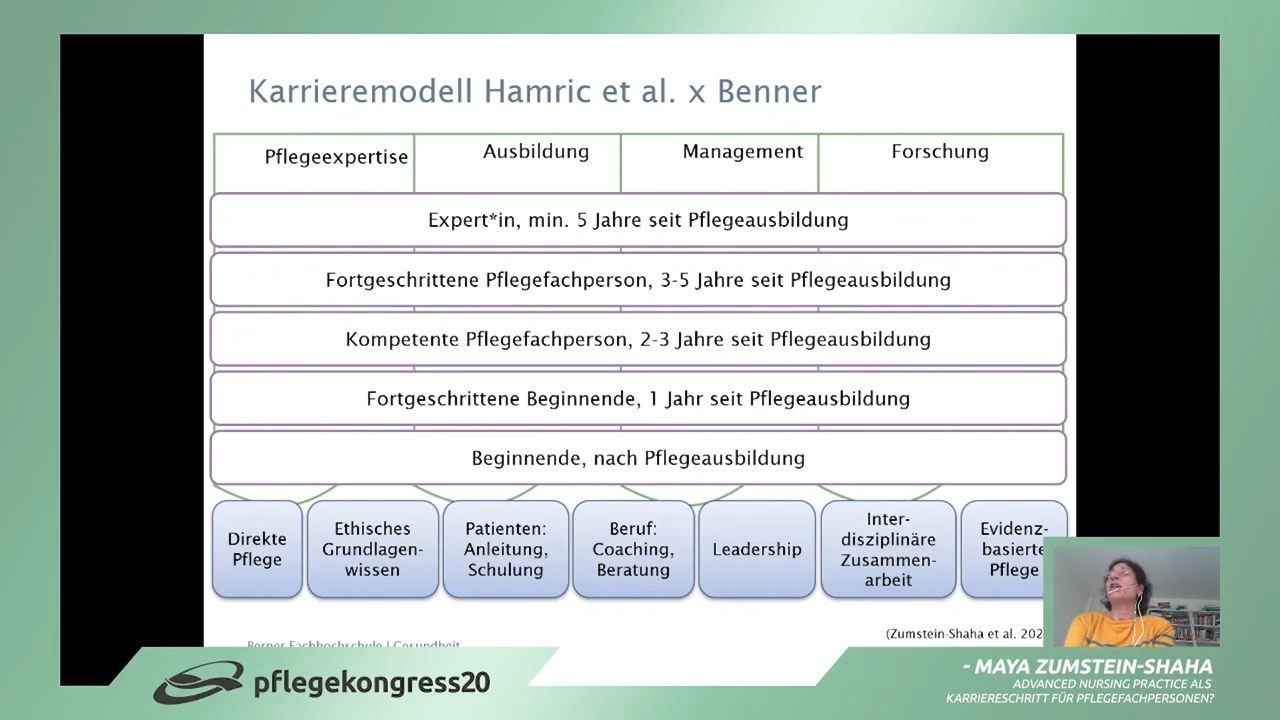 Karrieremodell Hamric et al. x Benner
Pflegeexpertise
Ausbildung
Management
Forschung
Expert*in, min. 5 Jahre seit Pflegeausbildung
Fortgeschrittene Pflegefachperson, 3-5 Jahre seit Pflegeausbildung
Kompetente Pflegefachperson, 2-3 Jahre seit Pflegeausbildung
Fortgeschrittene Beginnende, 1 Jahr seit Pflegeausbildung
Beginnende, nach Pflegeausbildung
Direkte
Pflege
Ethisches
Grundlagen-
wissen
Patienten:
Anleitung,
Schulung
Beruf:
Coaching,
Beratung
Leadership
Inter-
disziplinäre
Zusammen-
arbeit
Evidenz-
basierte
Pflege
(Zumstein-Shaha et al. 202
Berner Fachhochschule | Gesundheit
pflegekongress20
- MAYA ZUMSTEIN-SHAHA
ADVANCED NURSING PRACTICE ALS
KARRIERESCHRITT FÜR PFLEGEFACHPERSONEN?